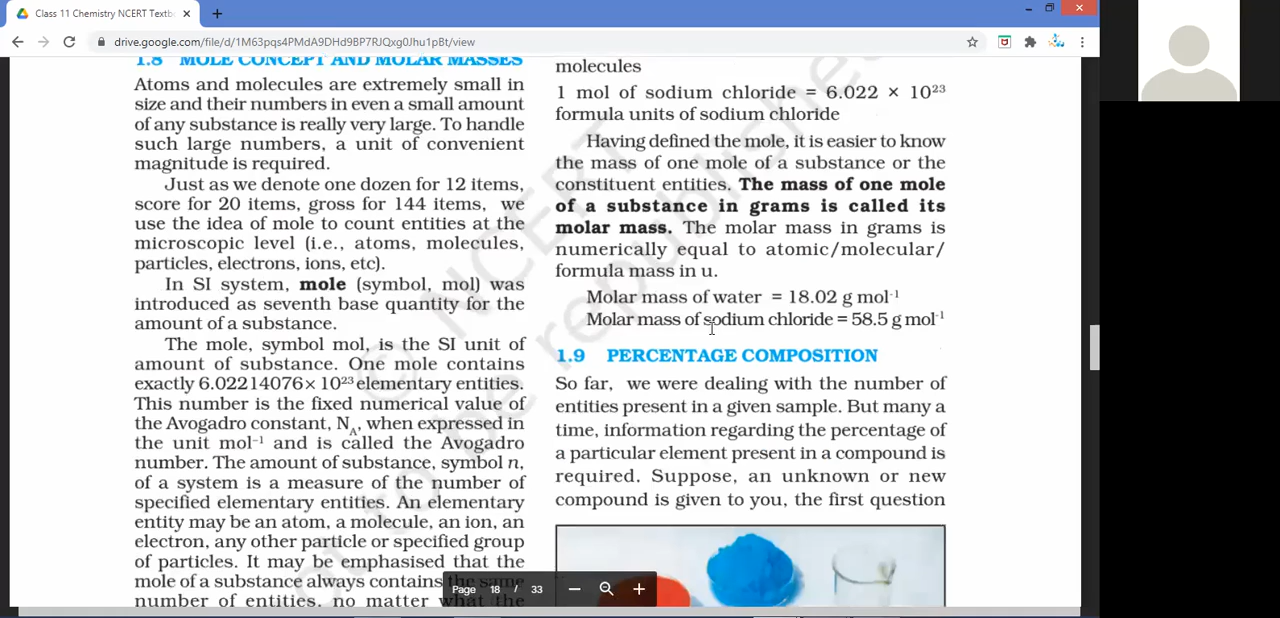 Class 11 Chemistry NCERT Textb
drive.google.com/file/d/1M63pqs4PMdA9DHd9BP7RJQxg0Jhu1pBt/view
1.8 MOLE CONCEPT AND MOLAR MASSES
Atoms and molecules are extremely small in
size and their numbers in even a small amount
of any substance is really very large. To handle
such large numbers, a unit of convenient
magnitude is required.
Just as we denote one dozen for 12 items,
score for 20 items, gross for 144 items, we
use the idea of mole to count entities at the
microscopic level (i.e., atoms, molecules,
particles, electrons, ions, etc).
In SI system, mole (symbol, mol) was
introduced as seventh base quantity for the
amount of a substance.
The mole, symbol mol, is the SI unit of
amount of substance. One mole contains
exactly 6.02214076× 10²³ elementary entities.
This number is the fixed numerical value of
the Avogadro constant, N_A, when expressed in
the unit mol⁻¹ and is called the Avogadro
number. The amount of substance, symbol n,
of a system is a measure of the number of
specified elementary entities. An elementary
entity may be an atom, a molecule, an ion, an
electron, any other particle or specified group
of particles. It may be emphasised that the
mole of a substance always contains the same
number of entities, no matter what the
molecules
1 mol of sodium chloride = 6.022 × 10²³
formula units of sodium chloride
Having defined the mole, it is easier to know
the mass of one mole of a substance or the
constituent entities. The mass of one mole
of a substance in grams is called its
molar mass. The molar mass in grams is
numerically equal to atomic/molecular/
formula mass in u.
Molar mass of water = 18.02 g mol⁻¹
Molar mass of sodium chloride = 58.5 g mol⁻¹
1.9 PERCENTAGE COMPOSITION
So far, we were dealing with the number of
entities present in a given sample. But many a
time, information regarding the percentage of
a particular element present in a compound is
required. Suppose, an unknown or new
compound is given to you, the first question
© NCERT
not to be republished
Page 18 / 33